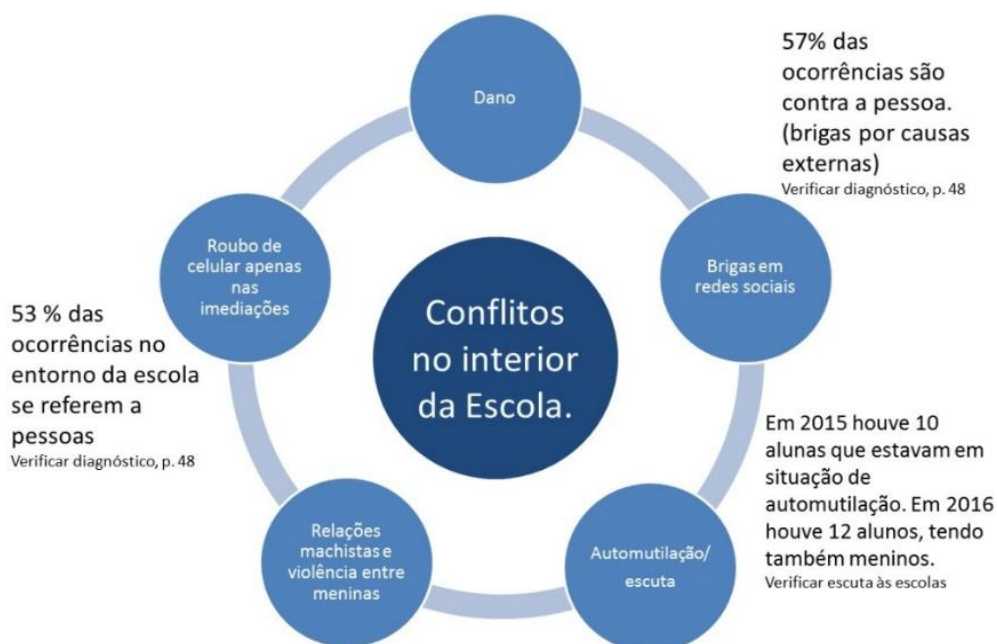 Dano
57% das
ocorrências são
contra a pessoa.
(brigas por causas
externas)
Verificar diagnóstico, p. 48
Brigas em
redes sociais
Roubo de
celular apenas
nas
imediações
Conflitos
no interior
da Escola.
53 % das
ocorrências no
entorno da escola
se referem a
pessoas
Verificar diagnóstico, p. 48
Em 2015 houve 10
alunas que estavam em
situação de
automutilação. Em 2016
houve 12 alunos, tendo
também meninos.
Verificar escuta às escolas
Relações
machistas e
violência entre
meninas
Automutilação/
escuta